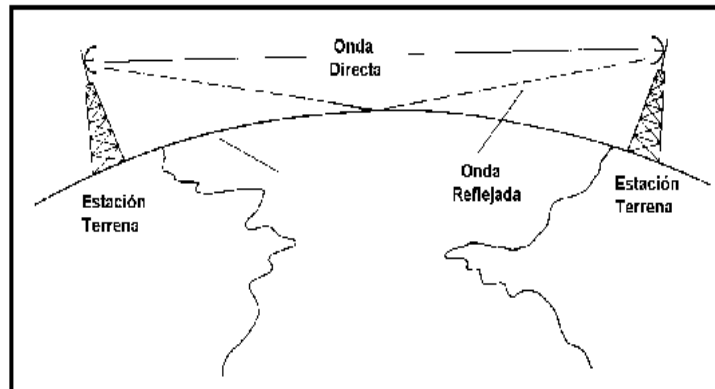 Onda
Directa
Onda
Reflejada
Estación
Terrena
Estación
Terrena